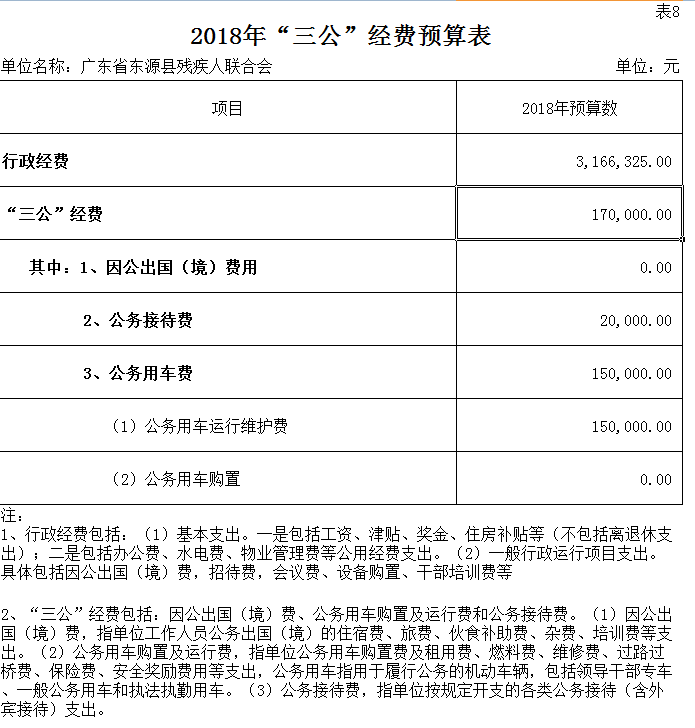 表8
2018年“三公”经费预算表
单位名称：广东省东源县残疾人联合会 单位：元
项目 2018年预算数
行政经费 3,166,325.00
“三公”经费 170,000.00
其中：1、因公出国（境）费用 0.00
2、公务接待费 20,000.00
3、公务用车费 150,000.00
（1）公务用车运行维护费 150,000.00
（2）公务用车购置 0.00
注：
1、行政经费包括：（1）基本支出。一是包括工资、津贴、奖金、住房补贴等（不包括离退休支
出）；二是包括办公费、水电费、物业管理费等公用经费支出。（2）一般行政运行项目支出。
具体包括因公出国（境）费，招待费，会议费、设备购置、干部培训费等
2、“三公”经费包括：因公出国（境）费、公务用车购置及运行费和公务接待费。（1）因公出
国（境）费，指单位工作人员公务出国（境）的住宿费、旅费、伙食补助费、杂费、培训费等支
出。（2）公务用车购置及运行费，指单位公务用车购置费及租用费、燃料费、维修费、过路过
桥费、保险费、安全奖励费用等支出，公务用车指用于履行公务的机动车辆，包括领导干部专车
、一般公务用车和执法执勤用车。（3）公务接待费，指单位按规定开支的各类公务接待（含外
宾接待）支出。